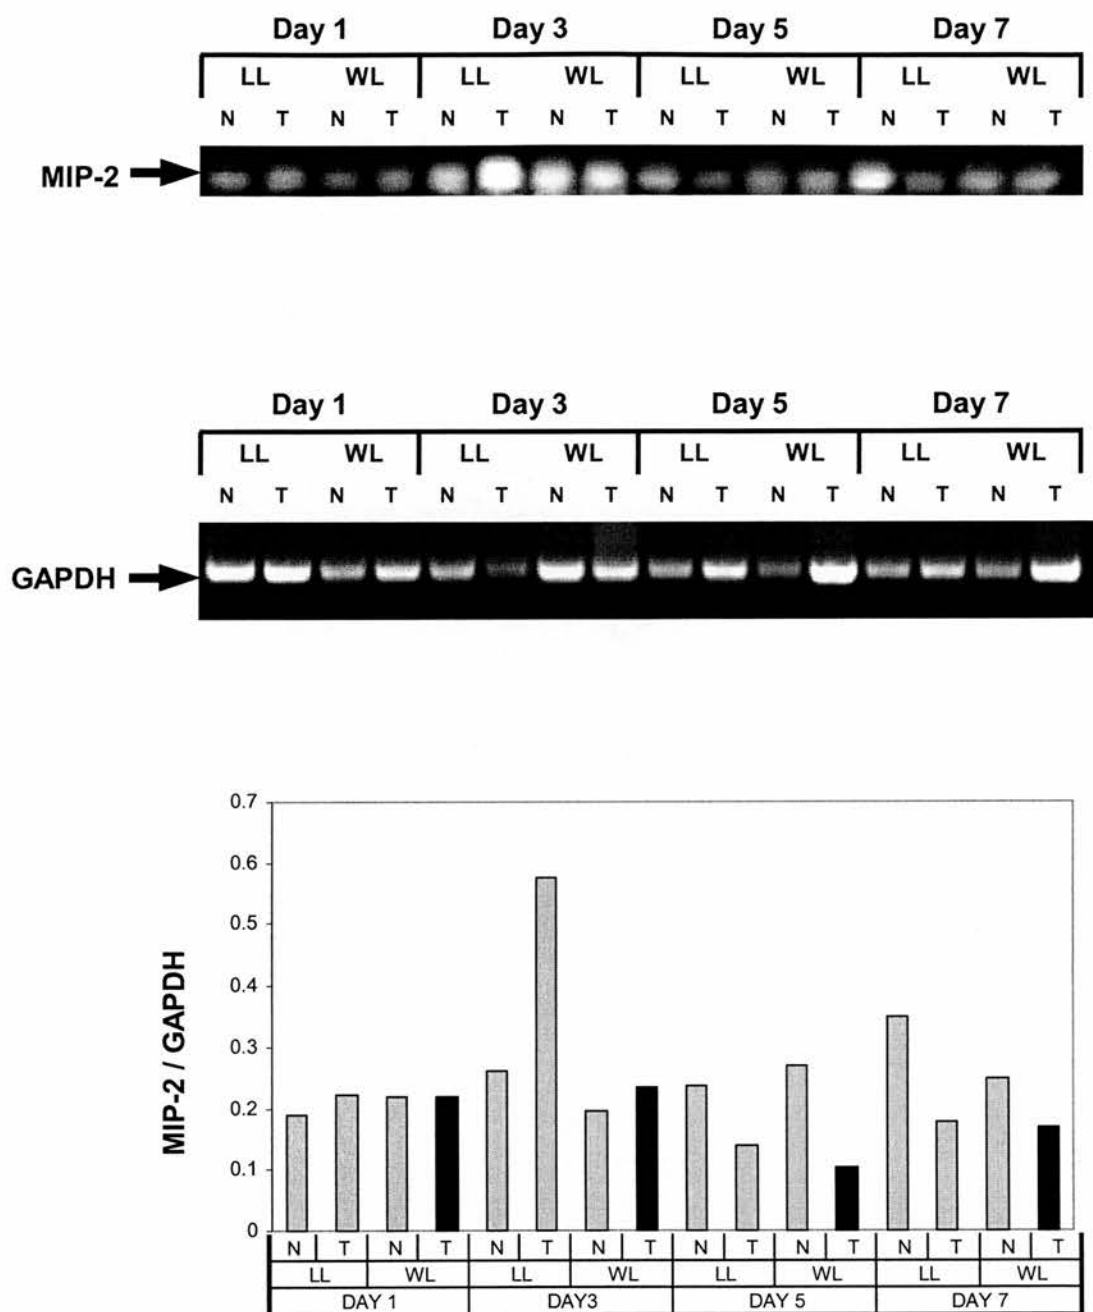 Day 1 Day 3 Day 5 Day 7
LL WL LL WL LL WL LL WL
N T N T N T N T N T N T N T N T
MIP-2
Day 1 Day 3 Day 5 Day 7
LL WL LL WL LL WL LL WL
N T N T N T N T N T N T N T N T
GAPDH
0.7
0.6
0.5
0.4
0.3
0.2
0.1
0
MIP-2 / GAPDH
N T N T N T N T N T N T N T N T
LL WL LL WL LL WL LL WL
DAY 1 DAY3 DAY 5 DAY 7